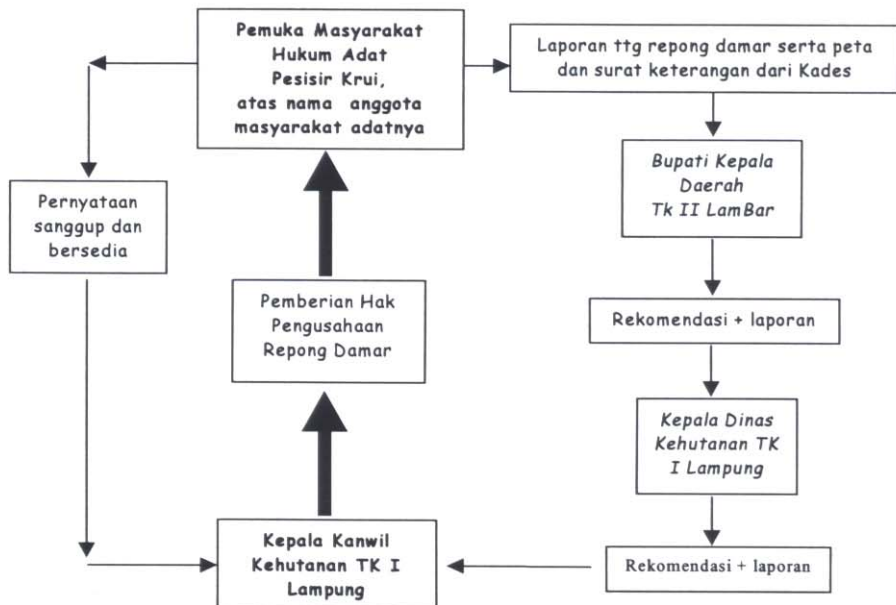 Pemuka Masyarakat
Hukum Adat
Pesisir Krui,
atas nama anggota
masyarakat adatnya
Laporan ttg repong damar serta peta
dan surat keterangan dari Kades
Bupati Kepala
Daerah
Tk II LamBar
Pernyataan
sanggup dan
bersedia
Pemberian Hak
Pengusahaan
Repong Damar
Rekomendasi + laporan
Kepala Dinas
Kehutanan TK
I Lampung
Kepala Kanwil
Kehutanan TK I
Lampung
Rekomendasi + laporan